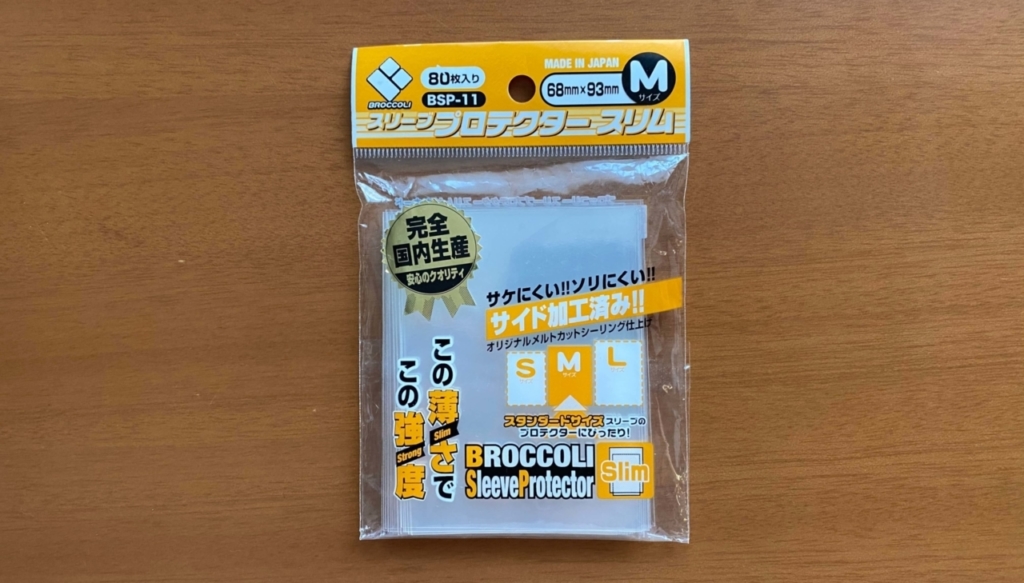 BROCCOLI
80枚入り
BSP-11
MADE IN JAPAN
68mm×93mm
M
サイズ
スリーブプロテクター スリム
完全
国内生産
安心のクオリティ
サケにくい!!ソリにくい!!
サイド加工済み!!
オリジナルメルトカットシーリング仕上げ
S
M
サイズ
L
スタンダードサイズスリーブの
プロテクターにぴったり!
この薄さで
Slim
この強度
Strong
BROCCOLI
SleeveProtector
Slim